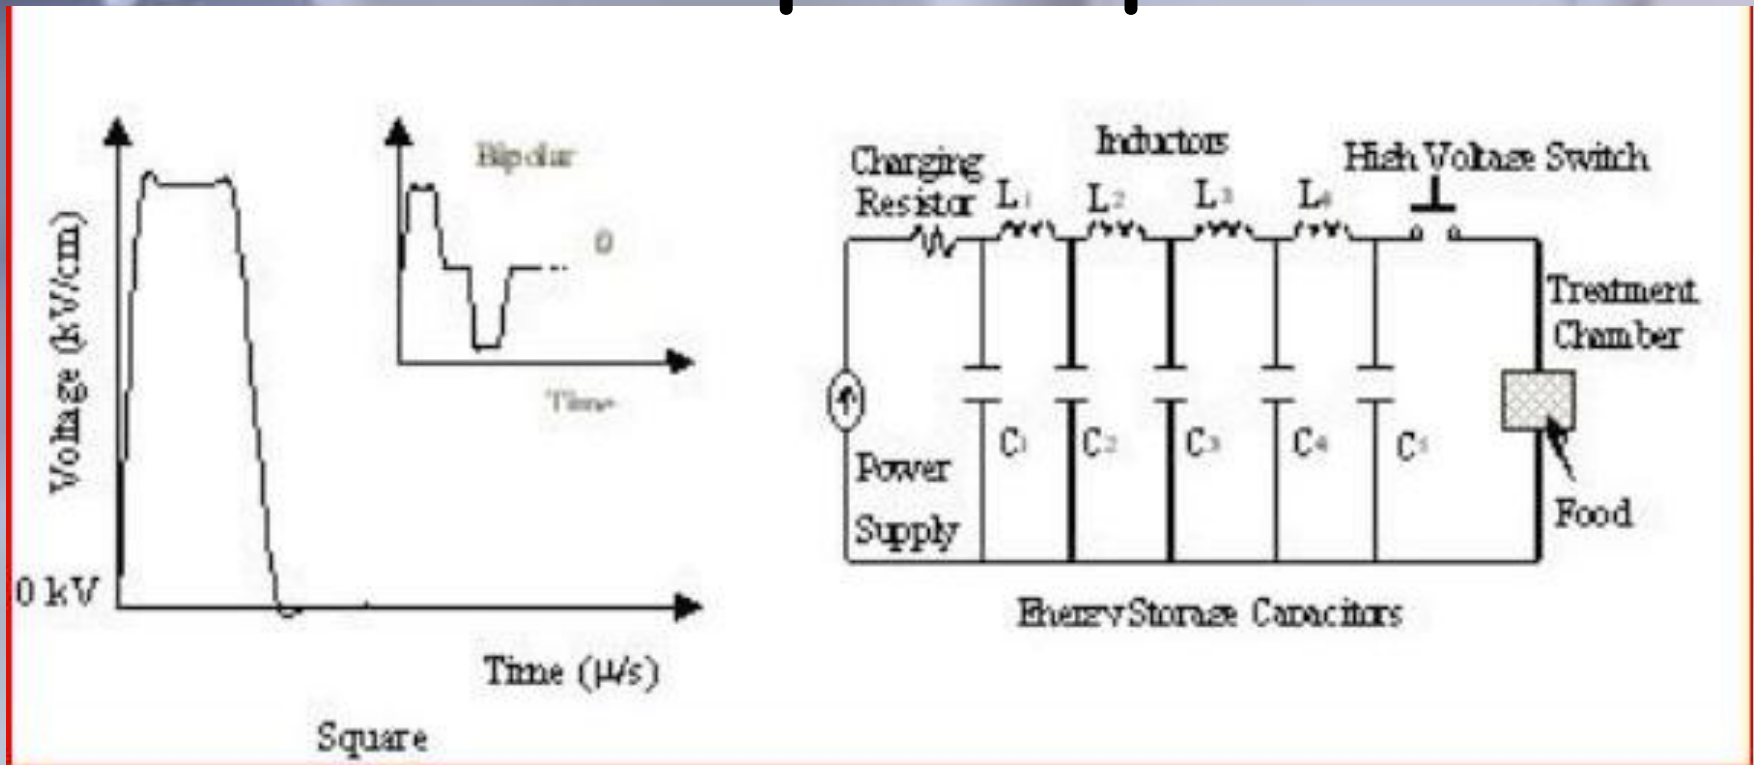 Voltage (kV/cm)
0 kV
Time (μ/s)
Square
Bipolar
0
Time
Charging
Resistor
Inductors
L1
L2
L3
L4
High Voltage Switch
Treatment
Chamber
C1
C2
C3
C4
C5
Power
Supply
Food
Energy Storage Capacitors